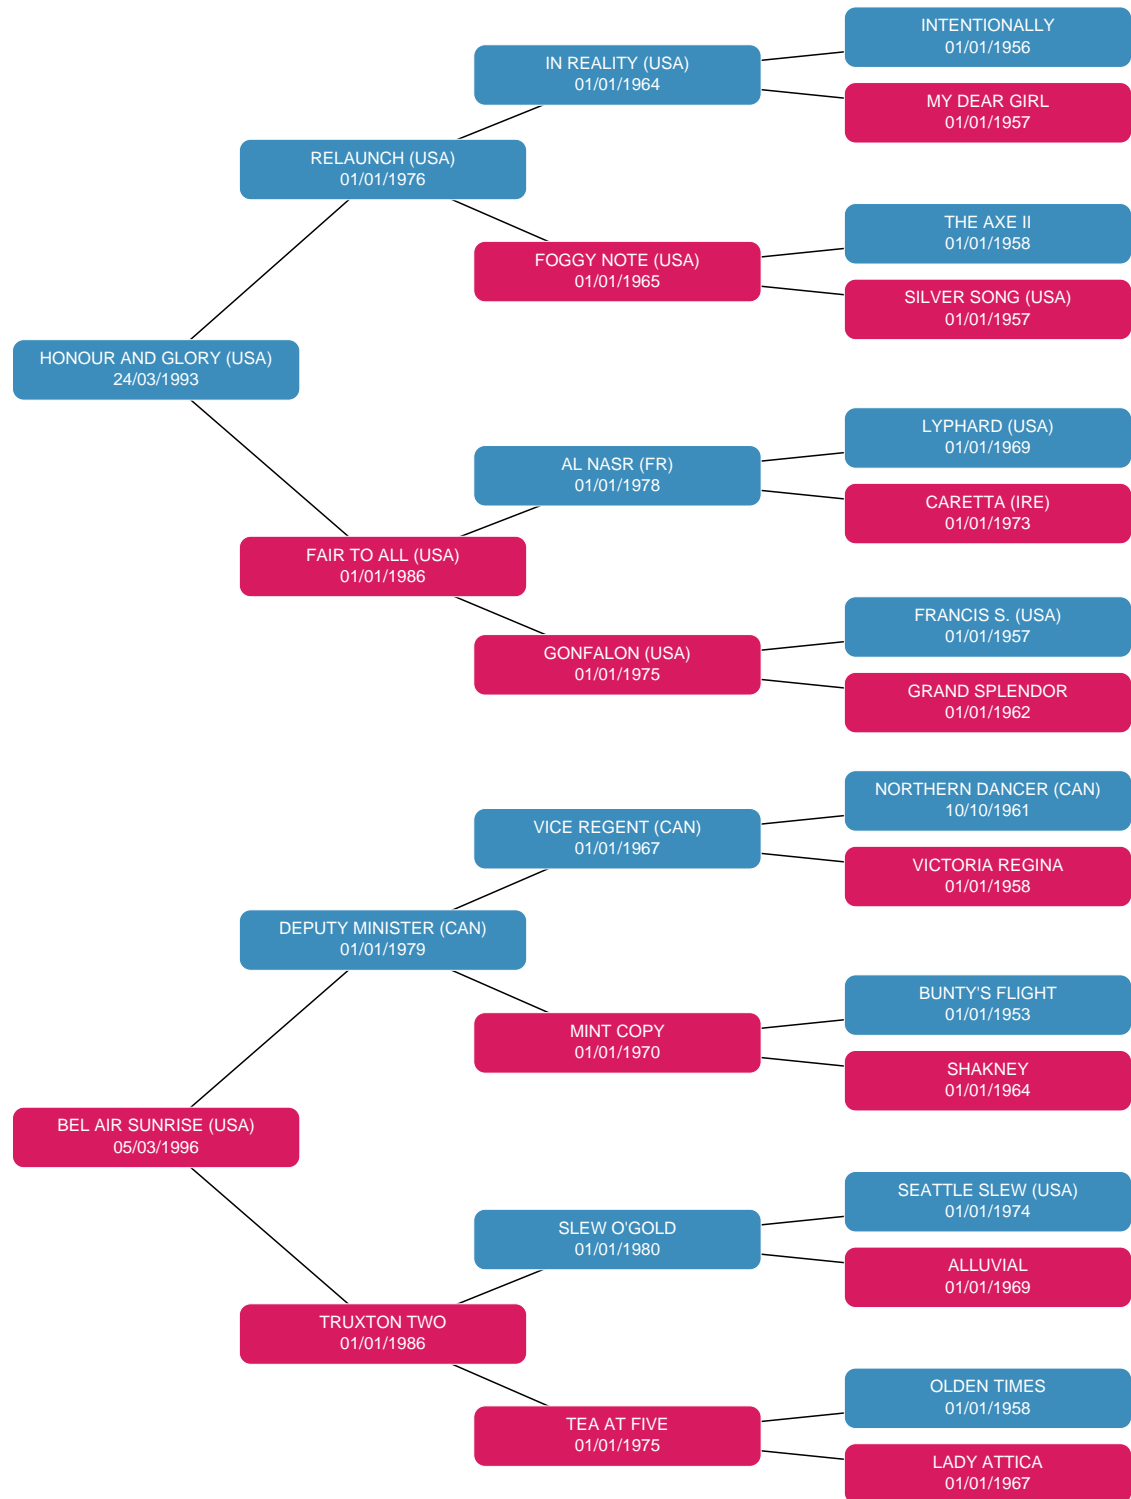 INTENTIONALLY
01/01/1956
IN REALITY (USA)
01/01/1964
MY DEAR GIRL
01/01/1957
RELAUNCH (USA)
01/01/1976
THE AXE II
01/01/1958
FOGGY NOTE (USA)
01/01/1965
SILVER SONG (USA)
01/01/1957
HONOUR AND GLORY (USA)
24/03/1993
LYPHARD (USA)
01/01/1969
AL NASR (FR)
01/01/1978
CARETTA (IRE)
01/01/1973
FAIR TO ALL (USA)
01/01/1986
FRANCIS S. (USA)
01/01/1957
GONFALON (USA)
01/01/1975
GRAND SPLENDOR
01/01/1962
NORTHERN DANCER (CAN)
10/10/1961
VICE REGENT (CAN)
01/01/1967
VICTORIA REGINA
01/01/1958
DEPUTY MINISTER (CAN)
01/01/1979
BUNTY'S FLIGHT
01/01/1953
MINT COPY
01/01/1970
SHAKNEY
01/01/1964
BEL AIR SUNRISE (USA)
05/03/1996
SEATTLE SLEW (USA)
01/01/1974
SLEW O'GOLD
01/01/1980
ALLUVIAL
01/01/1969
TRUXTON TWO
01/01/1986
OLDEN TIMES
01/01/1958
TEA AT FIVE
01/01/1975
LADY ATTICA
01/01/1967